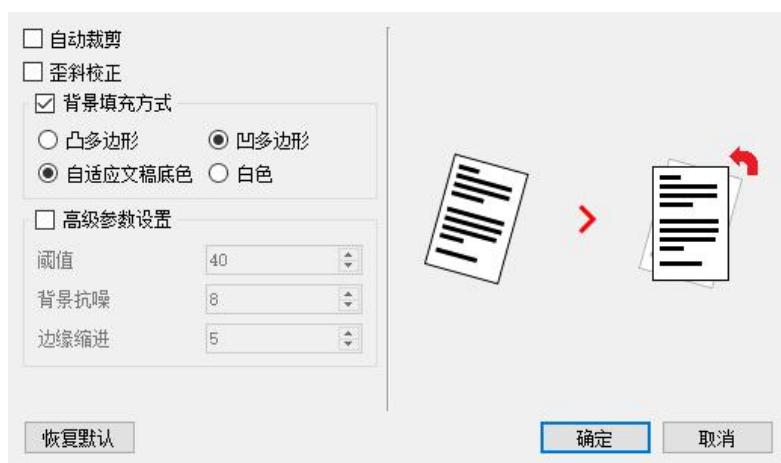 自动裁剪
歪斜校正
背景填充方式
凸多边形 凹多边形
自适应文稿底色 白色
高级参数设置
阈值 40
背景抗噪 8
边缘缩进 5
恢复默认 确定 取消